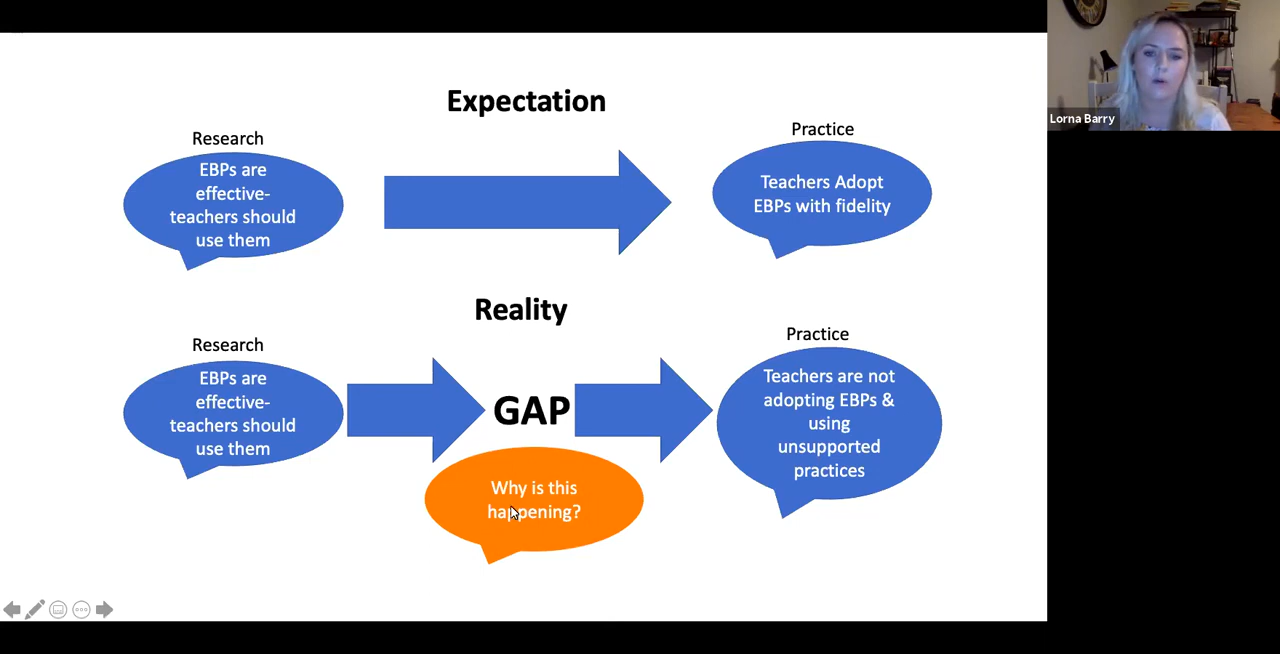 Expectation
Research
Practice
EBPs are
effective-
teachers should
use them
Teachers Adopt
EBPs with fidelity
Lorna Barry
Reality
Research
Practice
EBPs are
effective-
teachers should
use them
GAP
Teachers are not
adopting EBPs &
using
unsupported
practices
Why is this
happening?